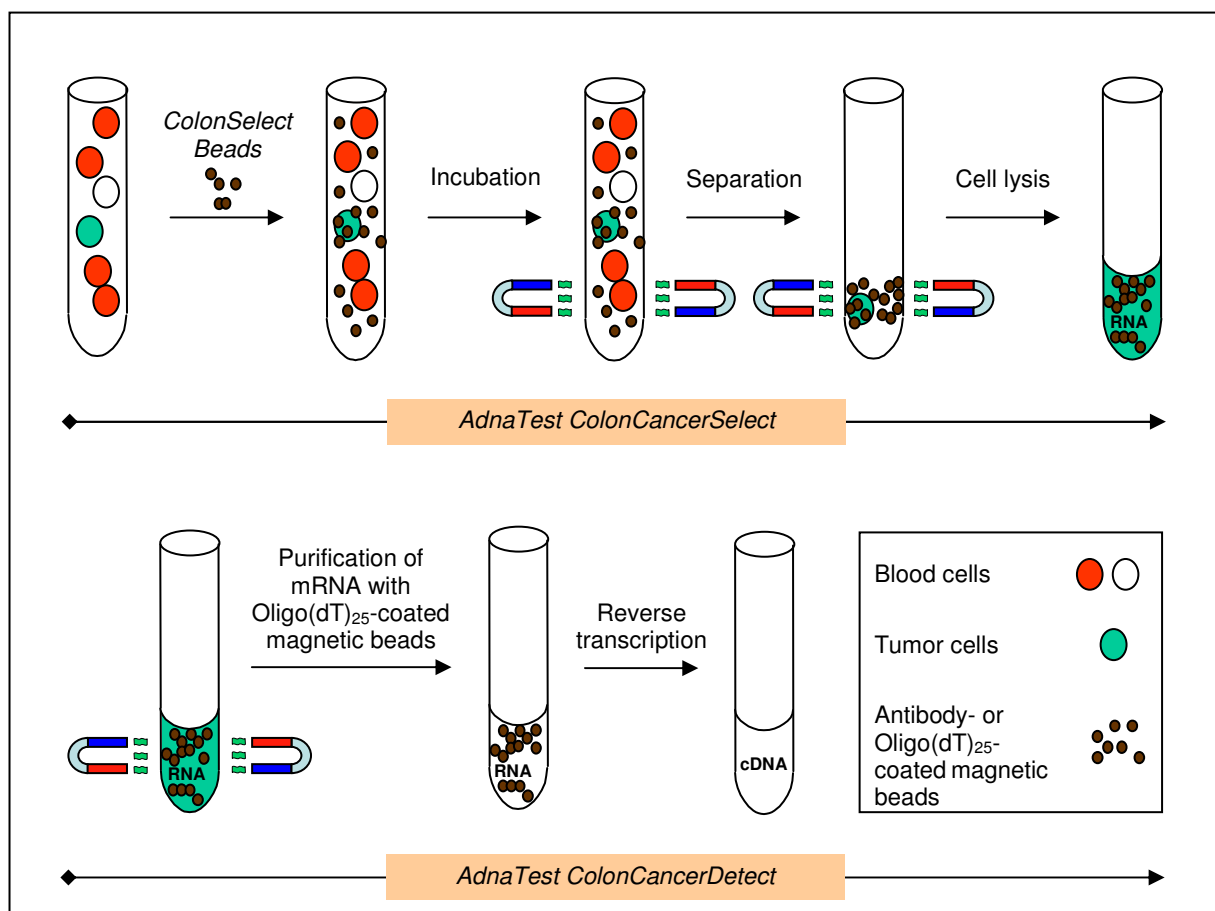 ColonSelect
Beads
Incubation
Separation
Cell lysis
RNA
AdnaTest ColonCancerSelect
Purification of
mRNA with
Oligo(dT)₂₅-coated
magnetic beads
Reverse
transcription
RNA
RNA
cDNA
Blood cells
Tumor cells
Antibody- or
Oligo(dT)₂₅-
coated magnetic
beads
AdnaTest ColonCancerDetect